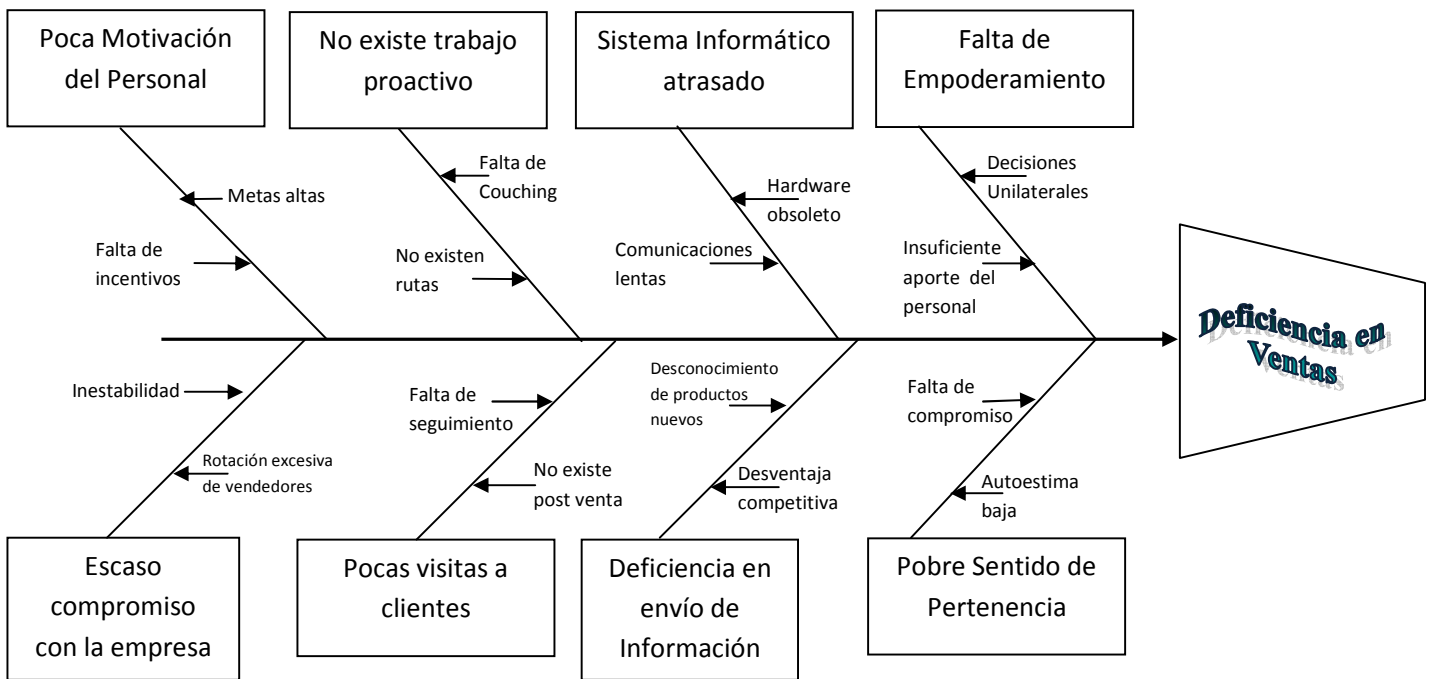 Poca Motivación
del Personal
No existe trabajo
proactivo
Sistema Informático
atrasado
Falta de
Empoderamiento
Metas altas
Falta de
incentivos
Falta de
Couching
No existen
rutas
Hardware
obsoleto
Comunicaciones
lentas
Decisiones
Unilaterales
Insuficiente
aporte del
personal
Deficiencia en
Ventas
Inestabilidad
Rotación excesiva
de vendedores
Falta de
seguimiento
No existe
post venta
Desconocimiento
de productos
nuevos
Desventaja
competitiva
Falta de
compromiso
Autoestima
baja
Escaso
compromiso
con la empresa
Pocas visitas a
clientes
Deficiencia en
envío de
Información
Pobre Sentido de
Pertenencia